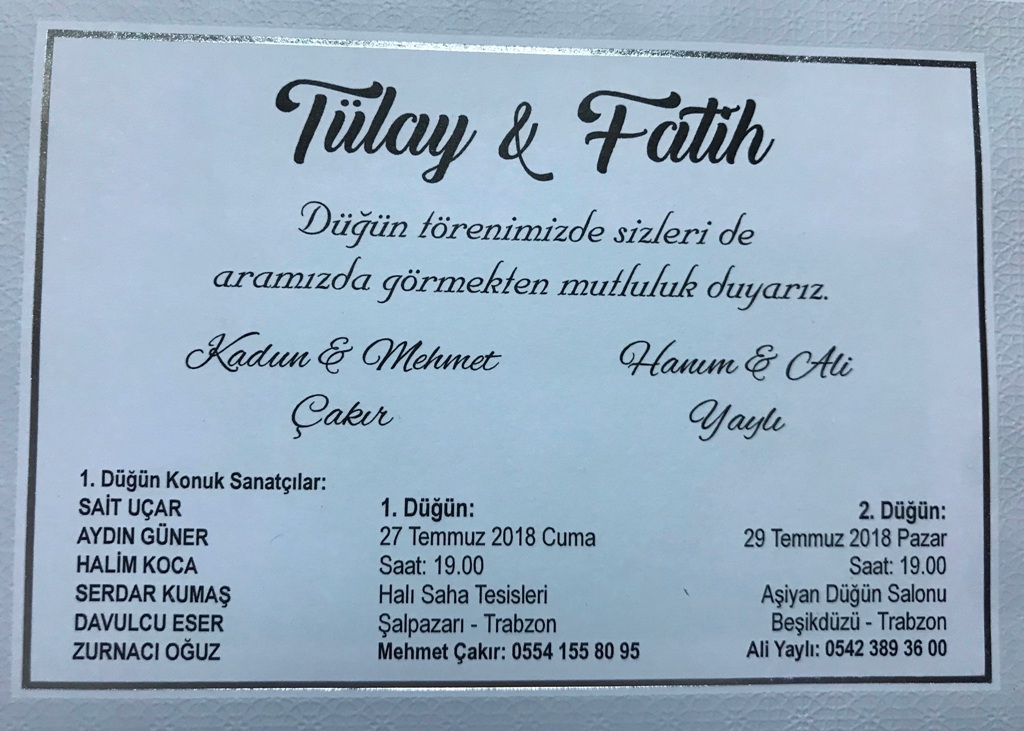 Tülay & Fatih
Düğün törenimizde sizleri de
aramızda görmekten mutluluk duyarız.
Kadun & Mehmet
Çakır
Hanım & Ali
Yaylı
1. Düğün Konuk Sanatçılar:
SAİT UÇAR
AYDIN GÜNER
HALİM KOCA
SERDAR KUMAŞ
DAVULCU ESER
ZURNACI OĞUZ
1. Düğün:
27 Temmuz 2018 Cuma
Saat: 19.00
Halı Saha Tesisleri
Şalpazarı - Trabzon
Mehmet Çakır: 0554 155 80 95
2. Düğün:
29 Temmuz 2018 Pazar
Saat: 19.00
Aşiyan Düğün Salonu
Beşikdüzü - Trabzon
Ali Yaylı: 0542 389 36 00